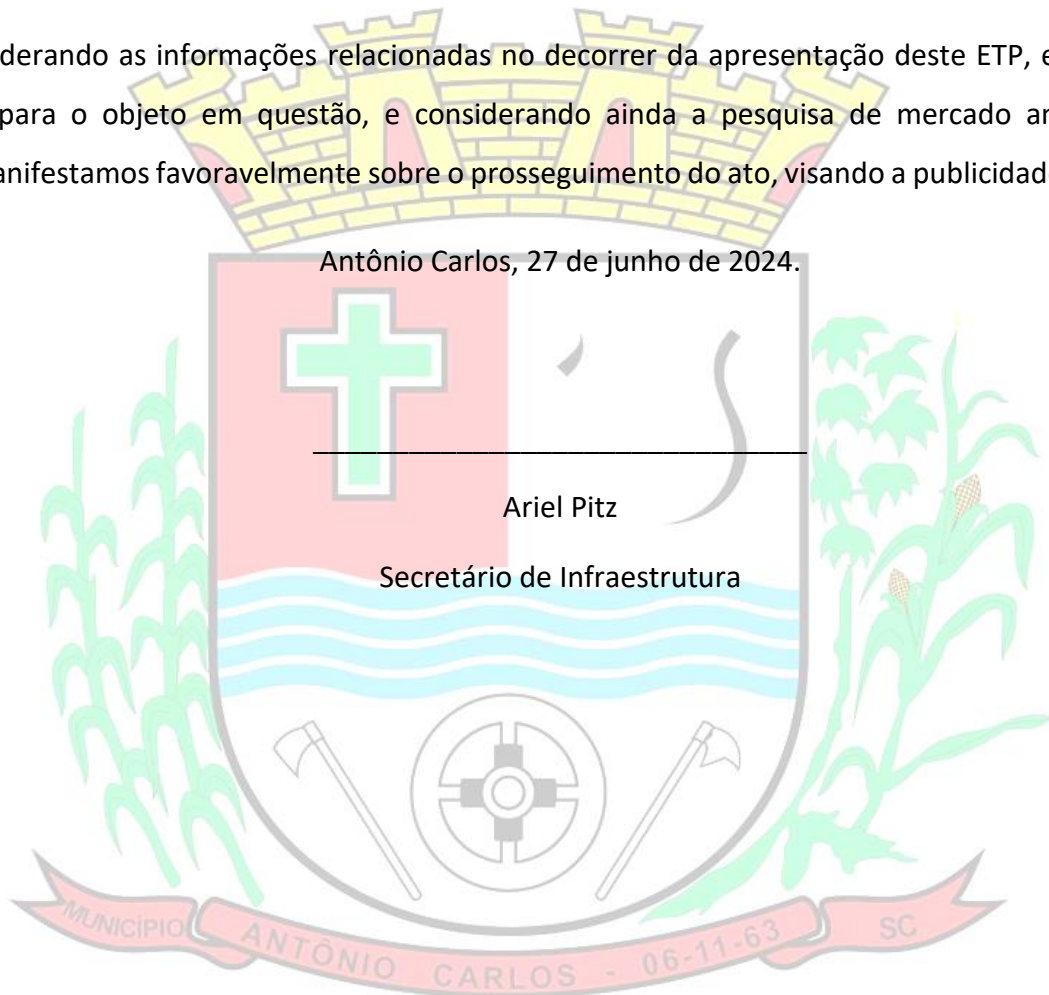 derando as informações relacionadas no decorrer da apresentação deste ETP, e
para o objeto em questão, e considerando ainda a pesquisa de mercado an
anifestamos favoravelmente sobre o prosseguimento do ato, visando a publicidad
Antônio Carlos, 27 de junho de 2024.
Ariel Pitz
Secretário de Infraestrutura
MUNICÍPIO ANTÔNIO CARLOS - 06-11-63 SC